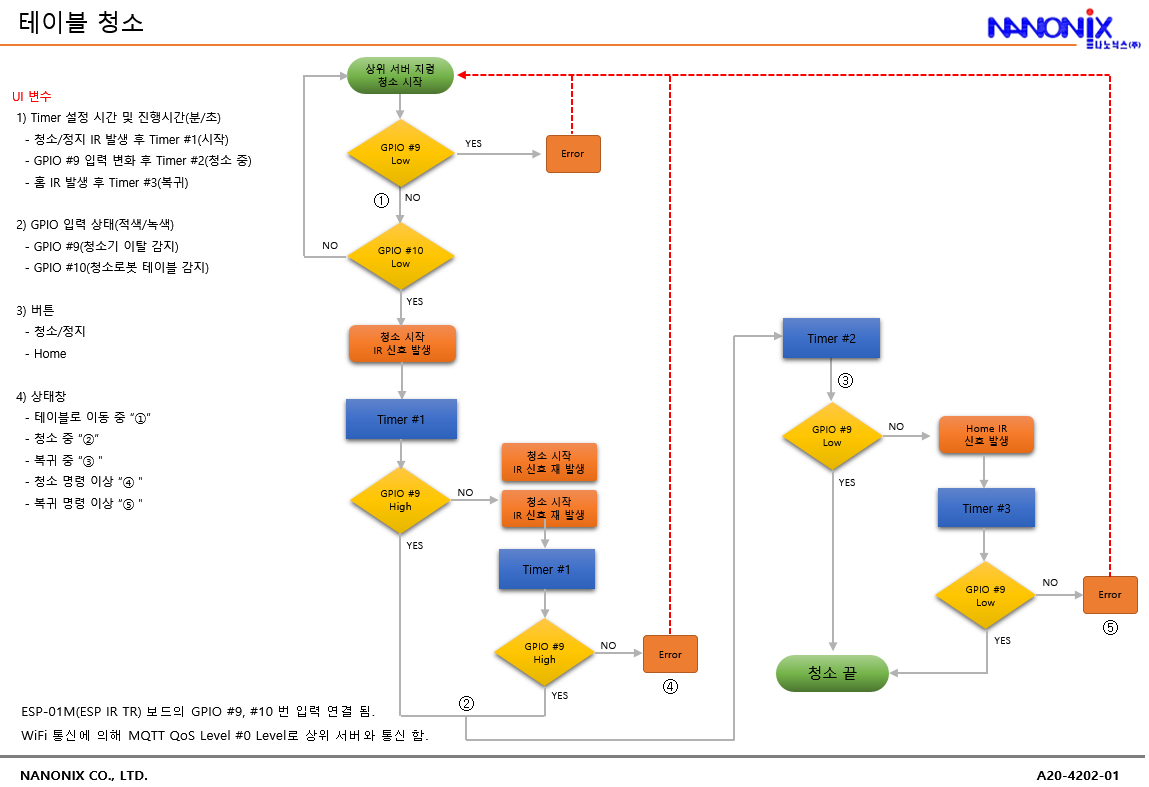 테이블 청소
NANONIX
나노닉스(주)
UI 변수
1) Timer 설정 시간 및 진행시간(분/초)
- 청소/정지 IR 발생 후 Timer #1(시작)
- GPIO #9 입력 변화 후 Timer #2(청소 중)
- 홈 IR 발생 후 Timer #3(복귀)
2) GPIO 입력 상태(적색/녹색)
- GPIO #9(청소기 이탈 감지)
- GPIO #10(청소로봇 테이블 감지)
3) 버튼
- 청소/정지
- Home
4) 상태창
- 테이블로 이동 중 “①”
- 청소 중 “②”
- 복귀 중 “③ ”
- 청소 명령 이상 “④ ”
- 복귀 명령 이상 “⑤ ”
상위 서버 지령
청소 시작
GPIO #9
Low
YES
Error
①
NO
GPIO #10
Low
NO
YES
청소 시작
IR 신호 발생
Timer #1
GPIO #9
High
NO
YES
청소 시작
IR 신호 재 발생
청소 시작
IR 신호 재 발생
Timer #1
GPIO #9
High
NO
Error
④
YES
②
Timer #2
③
GPIO #9
Low
NO
YES
Home IR
신호 발생
Timer #3
GPIO #9
Low
NO
Error
⑤
YES
청소 끝
ESP-01M(ESP IR TR) 보드의 GPIO #9, #10 번 입력 연결 됨.
WiFi 통신에 의해 MQTT QoS Level #0 Level로 상위 서버와 통신 함.
NANONIX CO., LTD.
A20-4202-01